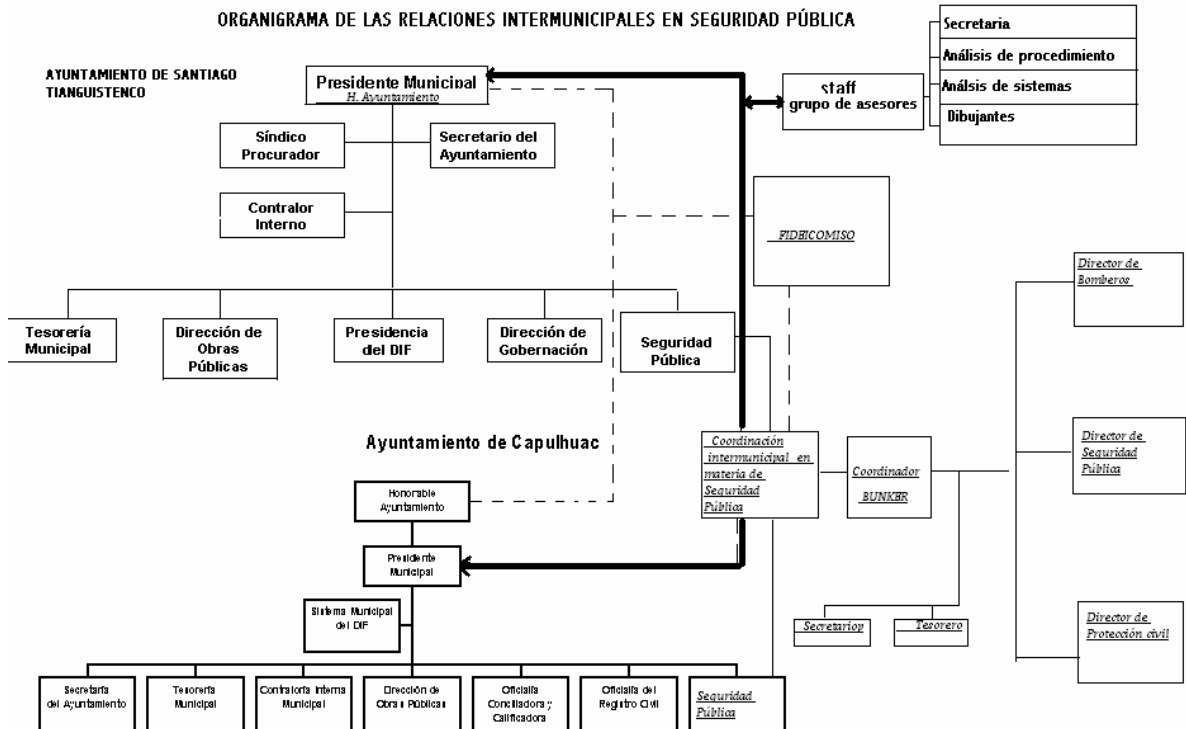 ORGANIGRAMA DE LAS RELACIONES INTERMUNICIPALES EN SEGURIDAD PÚBLICA
AYUNTAMIENTO DE SANTIAGO
TIANGUISTENCO
Presidente Municipal
H. Ayuntamiento
staff
grupo de asesores
Secretaria
Análisis de procedimiento
Análsis de sistemas
Dibujantes
Síndico
Procurador
Secretario del
Ayuntamiento
Contralor
Interno
FIDEICOMISO
Tesorería
Municipal
Dirección de
Obras
Públicas
Presidencia
del DIF
Dirección de
Gobernación
Seguridad
Pública
Director de
Bomberos
Ayuntamiento de Capulhuac
Coordinación
intermunicipal en
materia de
Seguridad
Pública
Coordinador
BUNKER
Director de
Seguridad
Pública
Honorable
Ayuntamiento
Presidente
Municipal
Sistema Municipal
del DIF
Secretariop
Tesorero
Director de
Protección civil
Secretaría
del Ayuntamiento
Tesorería
Municipal
Contraloría Interna
Municipal
Dirección de
Obras Públicas
Oficialía
Conciliadora y
Calificadora
Oficialía del
Registro Civil
Seguridad
Pública